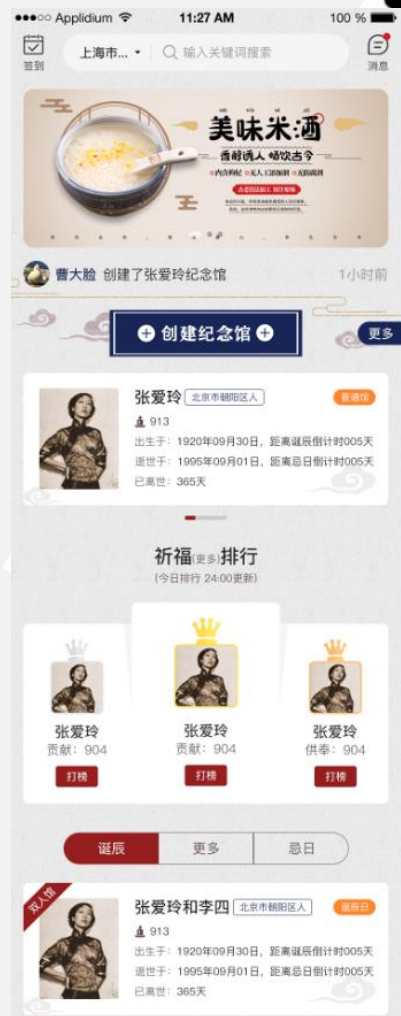 Applidium 11:27 AM 100 %
签到 上海市... 输入关键词搜索 消息
美味米酒
香醇诱人 畅饮古今
曹大脸 创建了张爱玲纪念馆 1小时前
创建纪念馆
更多
张爱玲 北京市朝阳区人 普通馆
913
出生于：1920年09月30日，距离诞辰倒计时005天
逝世于：1995年09月01日，距离忌日倒计时005天
已离世：365天
祈福(更多)排行
(今日排行 24:00更新)
张爱玲 张爱玲 张爱玲
贡献：904 贡献：904 供奉：904
打榜 打榜 打榜
诞辰 更多 忌日
双人馆
张爱玲和李四 北京市朝阳区人 诞辰日
913
出生于：1920年09月30日，距离诞辰倒计时005天
逝世于：1995年09月01日，距离忌日倒计时005天
已离世：365天